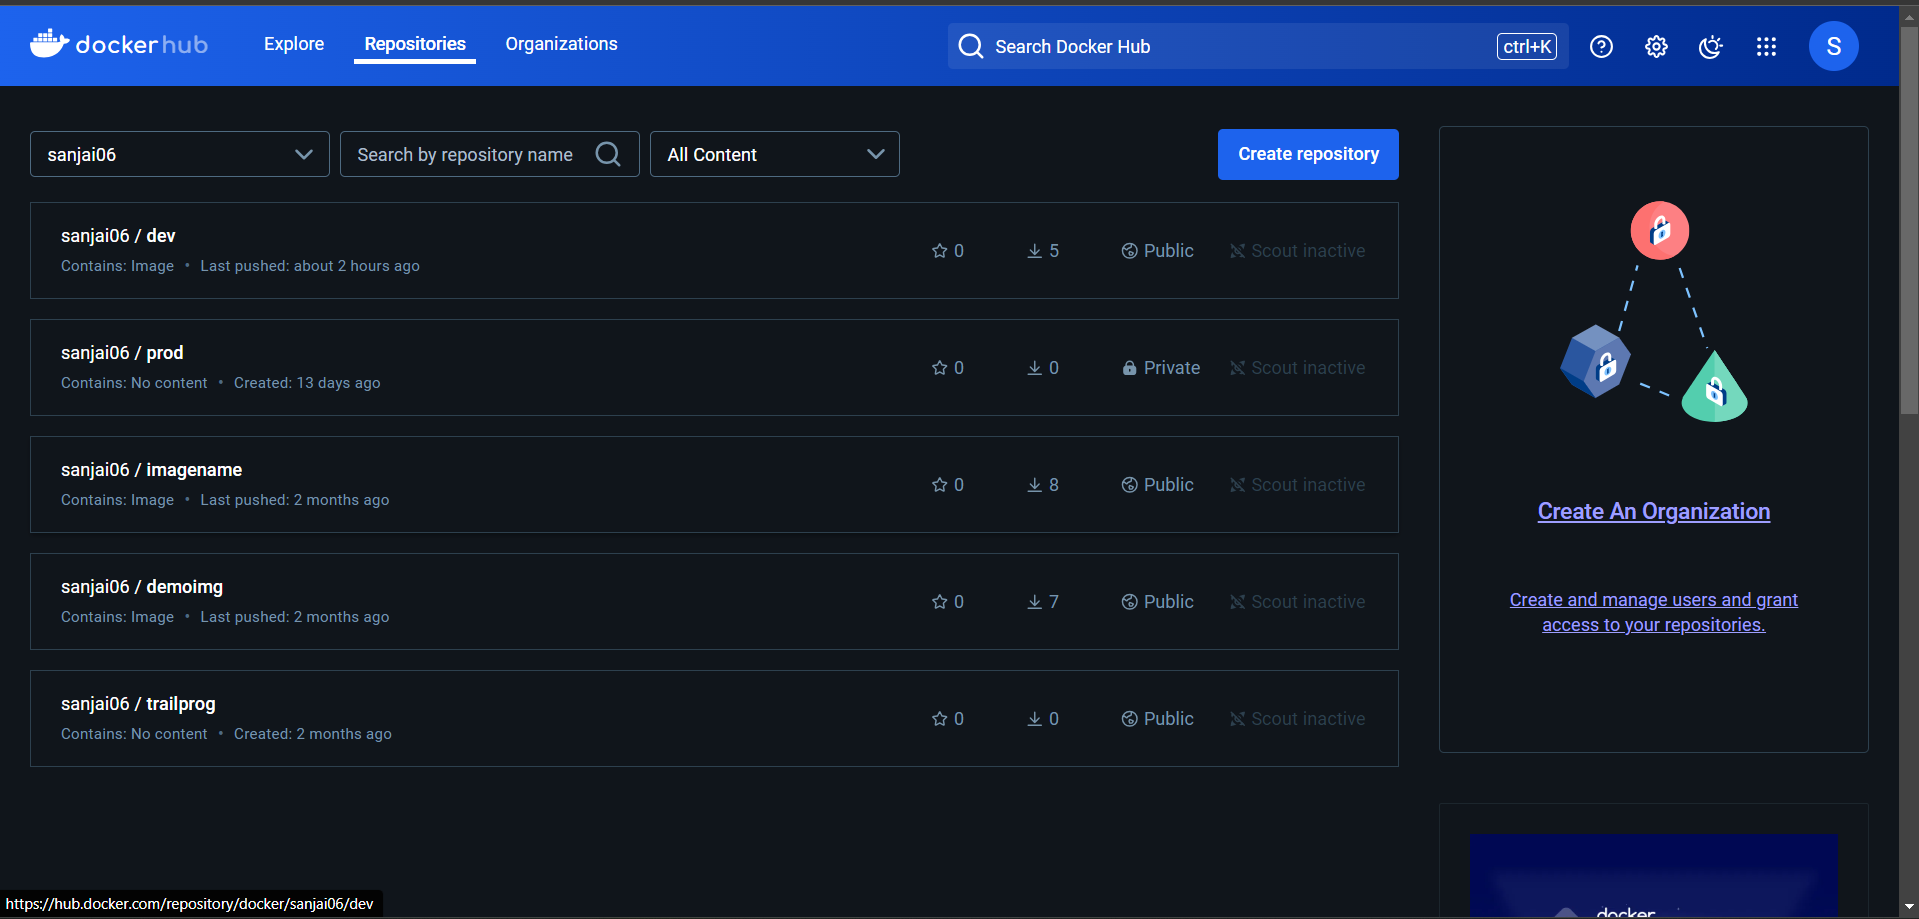 docker hub Explore Repositories Organizations Search Docker Hub ctrl+K S
sanjai06 Search by repository name All Content Create repository
sanjai06 / dev
Contains: Image • Last pushed: about 2 hours ago
0 5 Public Scout inactive
sanjai06 / prod
Contains: No content • Created: 13 days ago
0 0 Private Scout inactive
sanjai06 / imagename
Contains: Image • Last pushed: 2 months ago
0 8 Public Scout inactive
sanjai06 / demoimg
Contains: Image • Last pushed: 2 months ago
0 7 Public Scout inactive
sanjai06 / trailprog
Contains: No content • Created: 2 months ago
0 0 Public Scout inactive
Create An Organization
Create and manage users and grant
access to your repositories.
docker
https://hub.docker.com/repository/docker/sanjai06/dev